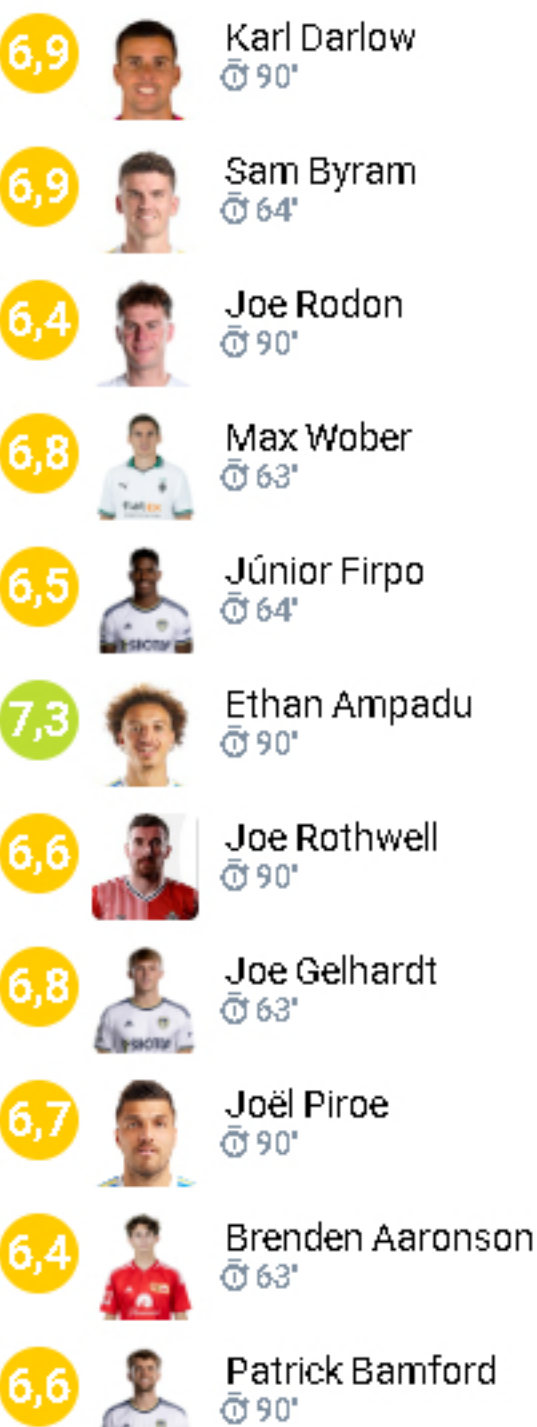 6,9
Karl Darlow
90'
6,9
Sam Byram
64'
6,4
Joe Rodon
90'
6,8
Max Wober
63'
6,5
Júnior Firpo
64'
7,3
Ethan Ampadu
90'
6,6
Joe Rothwell
90'
6,8
Joe Gelhardt
63'
6,7
Joël Piroe
90'
6,4
Brenden Aaronson
63'
6,6
Patrick Bamford
90'